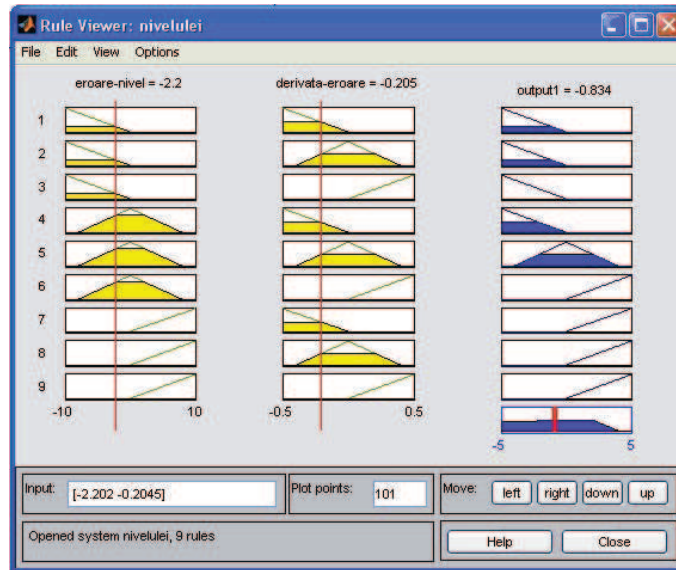 Rule Viewer: nivelulei
File Edit View Options
eroare-nivel = -2.2
derivata-eroare = -0.205
output1 = -0.834
1
2
3
4
5
6
7
8
9
-10 10
-0.5 0.5
-5 5
Input: [-2.202 -0.2045]
Plot points: 101
Move: left right down up
Opened system nivelulei, 9 rules
Help Close